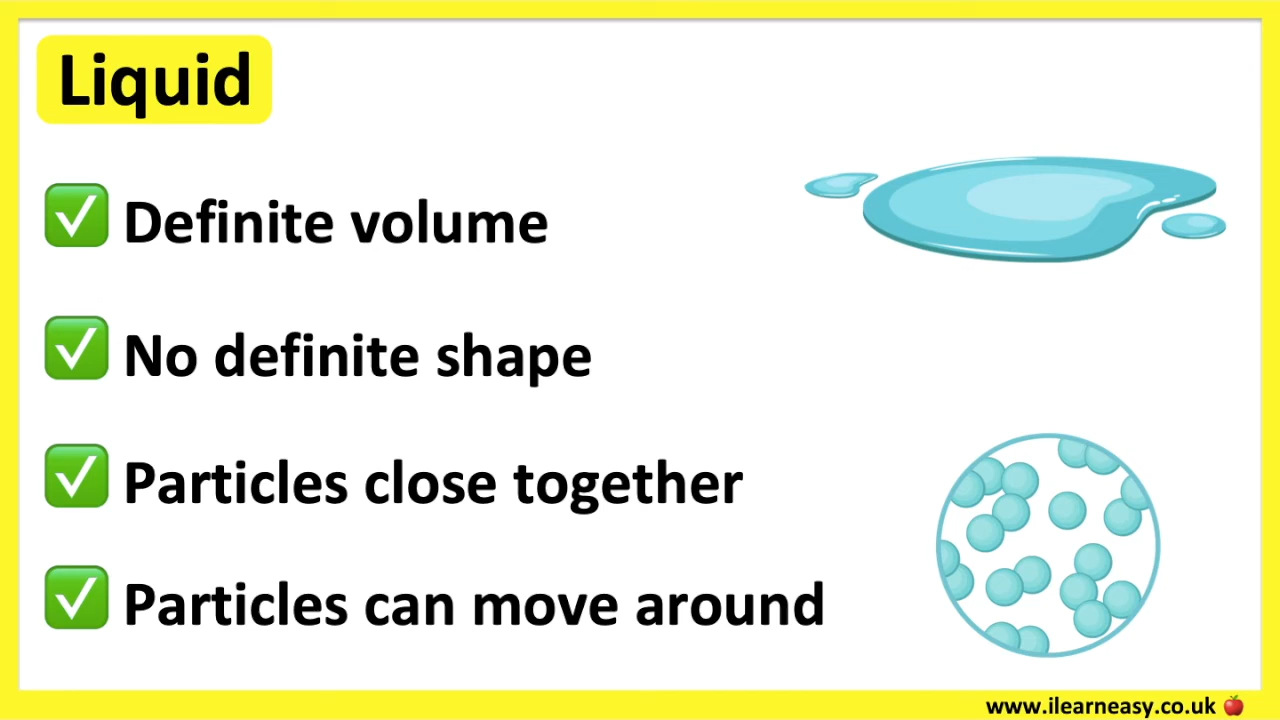 Liquid
Definite volume
No definite shape
Particles close together
Particles can move around
www.ilearneasy.co.uk